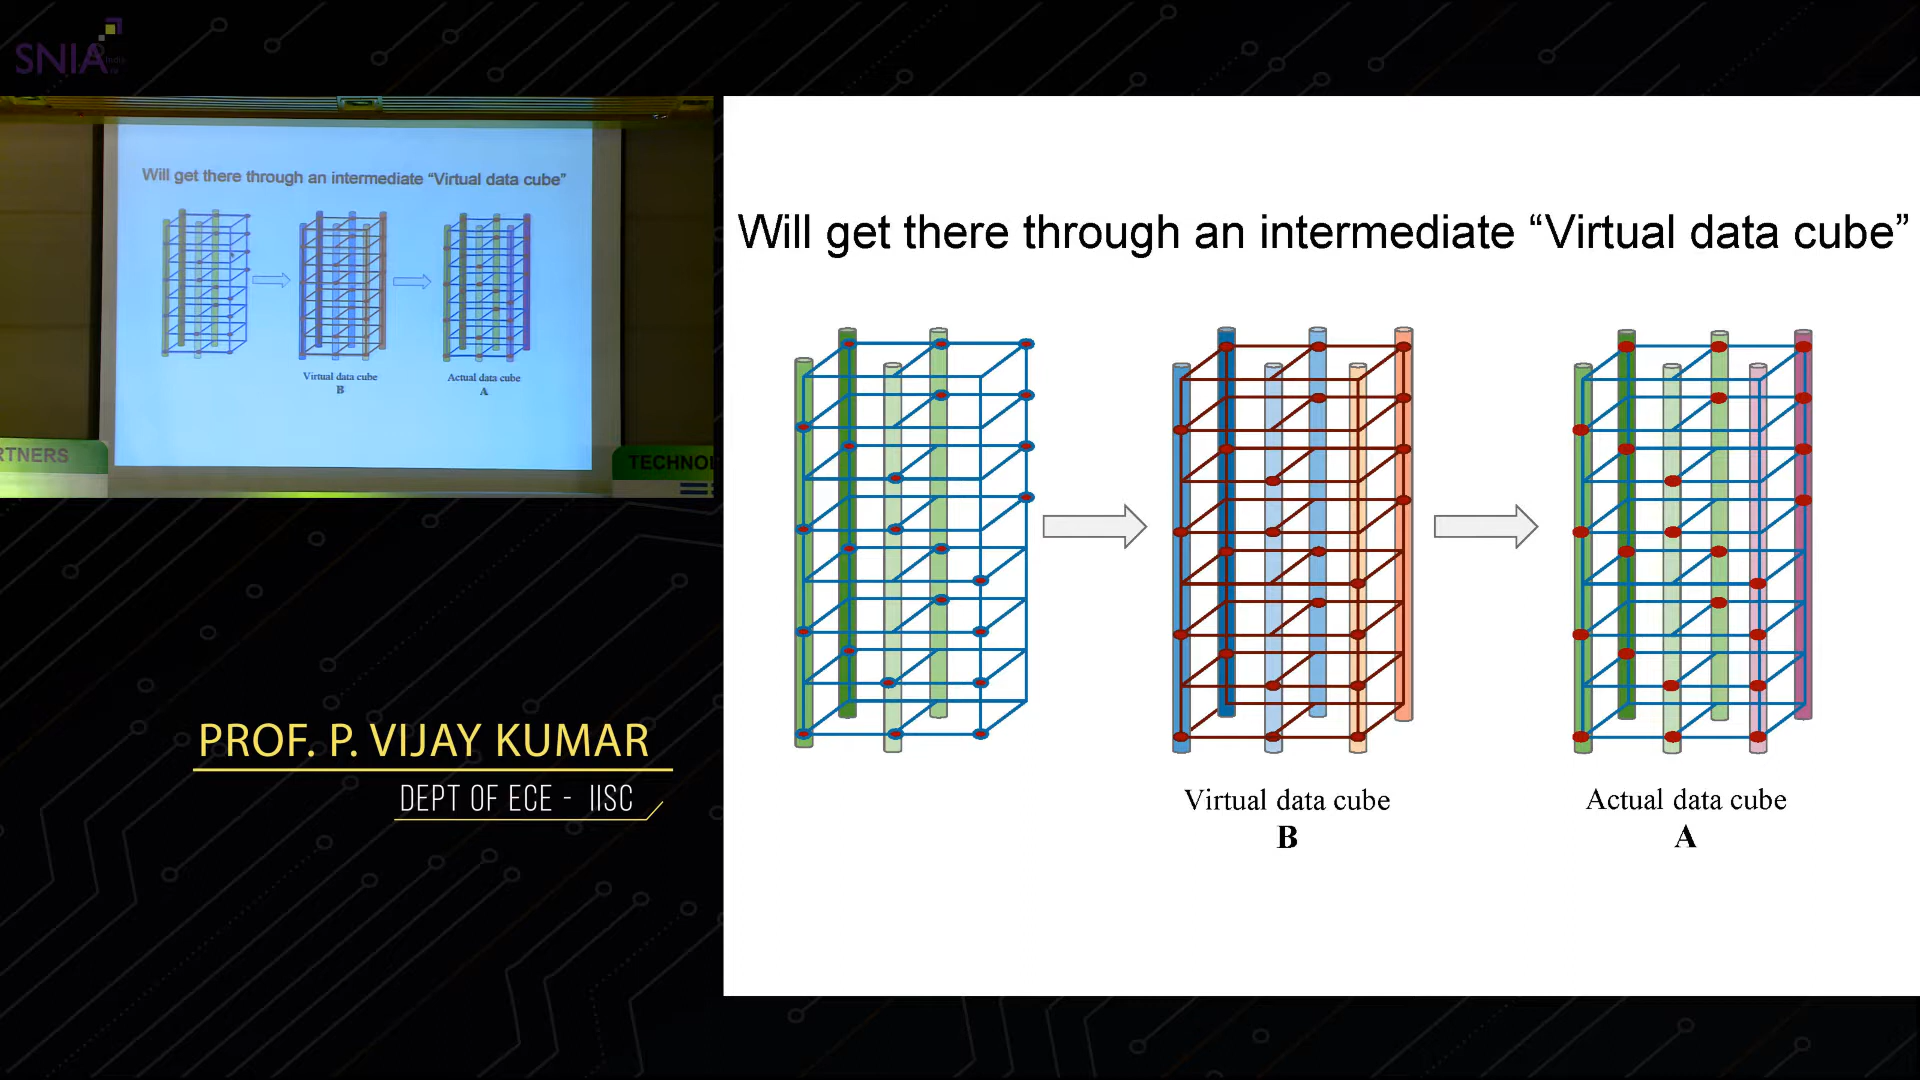 SNIA
India
Will get there through an intermediate “Virtual data cube”
Virtual data cube
B
Actual data cube
A
RTNERS
TECHNOL
Will get there through an intermediate “Virtual data cube”
Virtual data cube
B
Actual data cube
A
PROF. P. VIJAY KUMAR
DEPT OF ECE - IISC